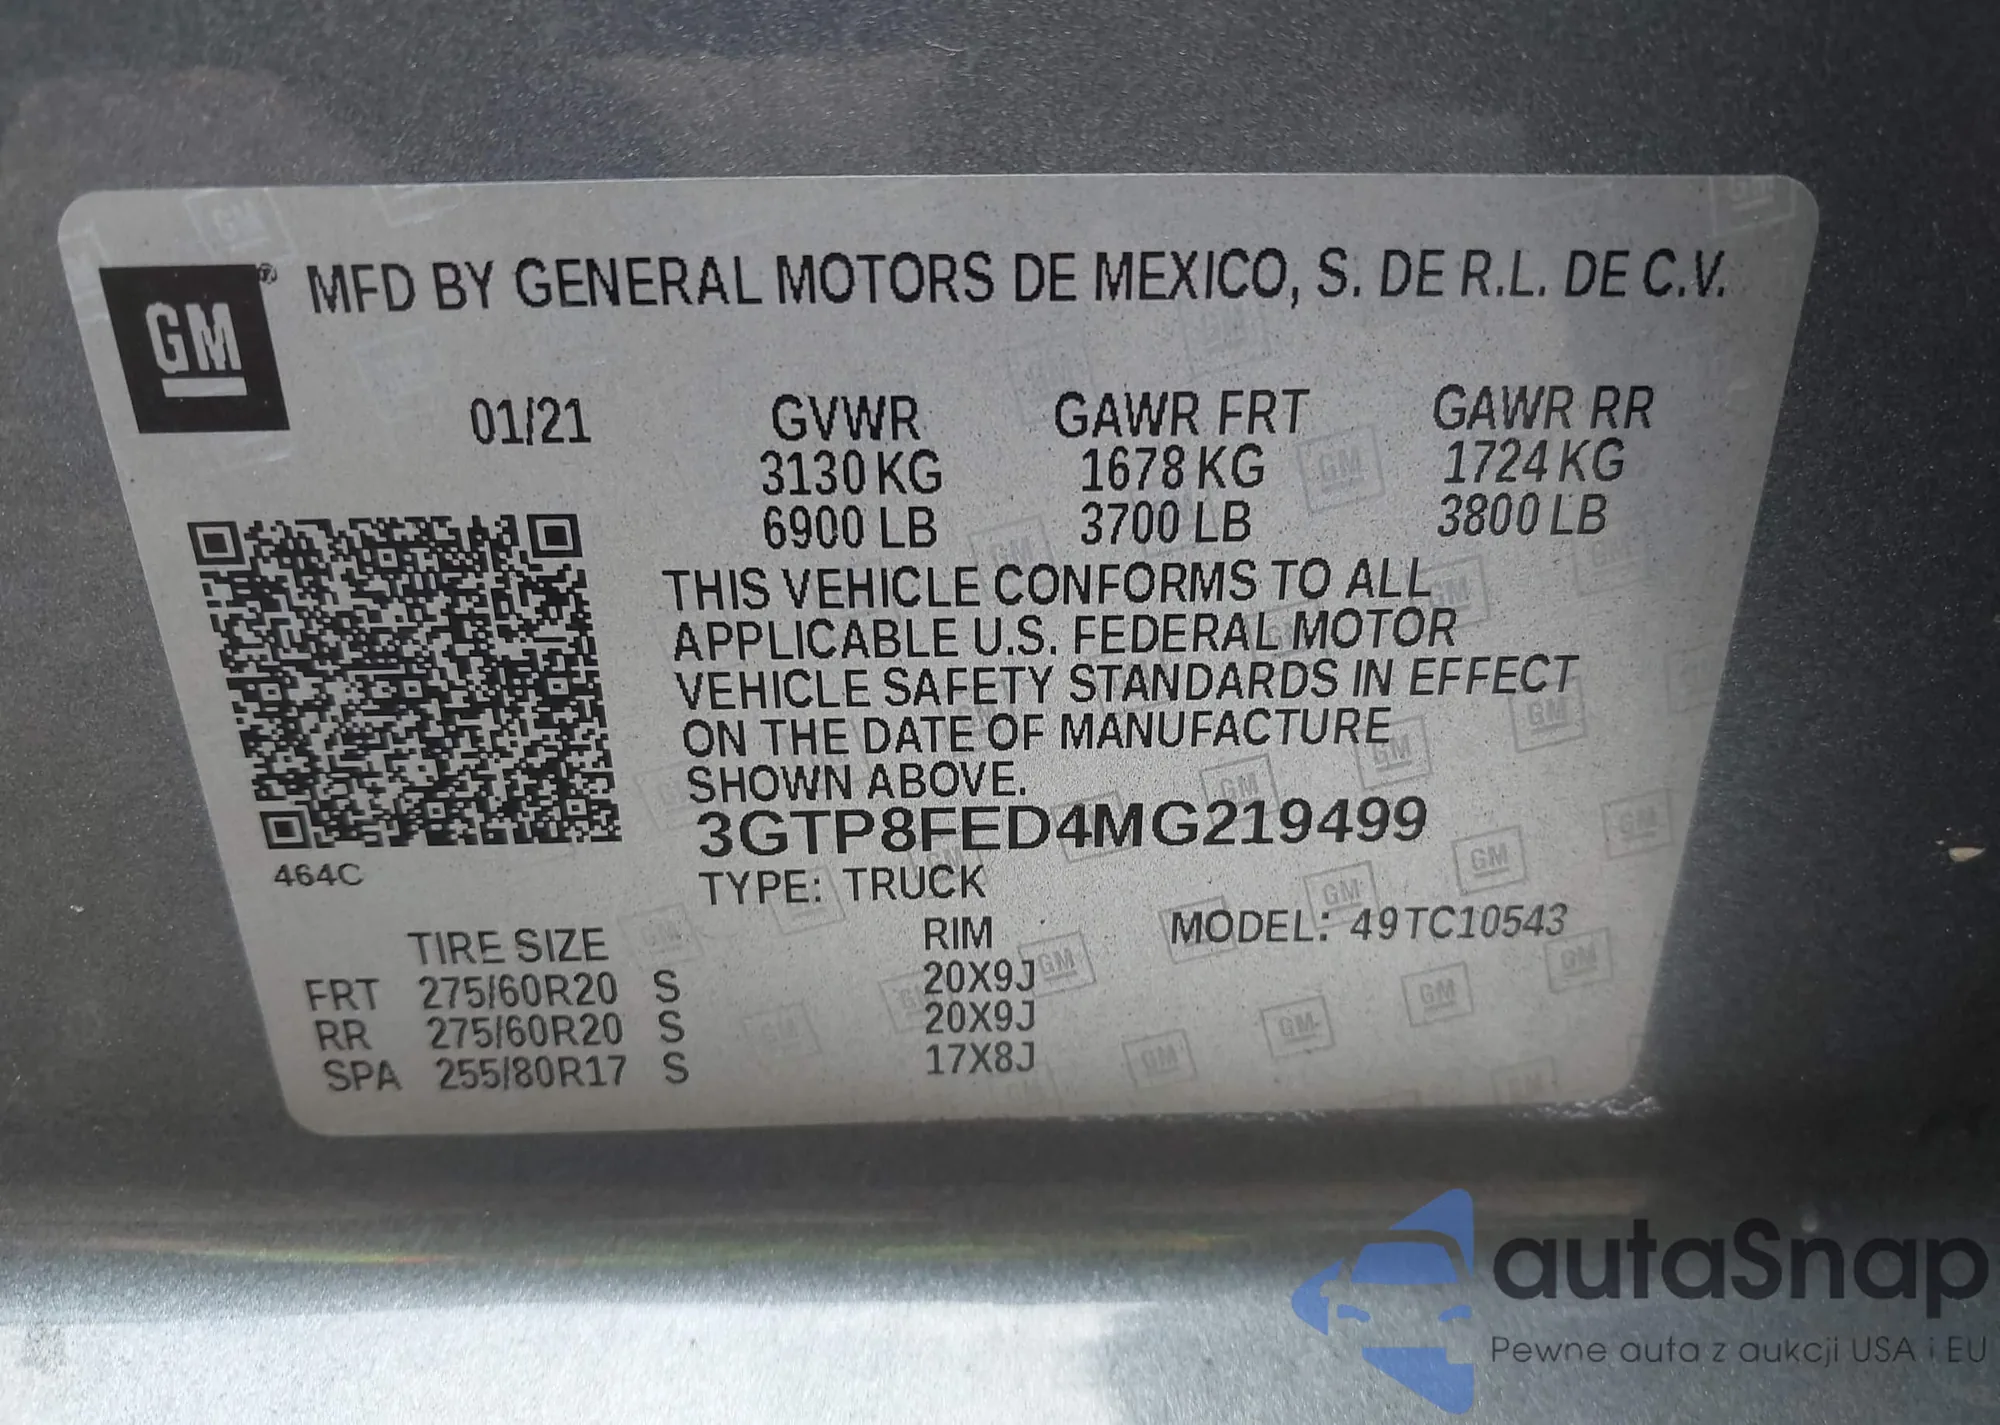 GM
MFD BY GENERAL MOTORS DE MEXICO, S. DE R.L. DE C.V.
01/21 GVWR GAWR FRT GAWR RR
3130 KG 1678 KG 1724 KG
6900 LB 3700 LB 3800 LB
THIS VEHICLE CONFORMS TO ALL
APPLICABLE U.S. FEDERAL MOTOR
VEHICLE SAFETY STANDARDS IN EFFECT
ON THE DATE OF MANUFACTURE
SHOWN ABOVE.
3GTP8FED4MG219499
464C
TYPE: TRUCK
TIRE SIZE RIM MODEL: 49TC10543
FRT 275/60R20 S 20X9J
RR 275/60R20 S 20X9J
SPA 255/80R17 S 17X8J
autaSnap
Pewne auta z aukcji USA i EU